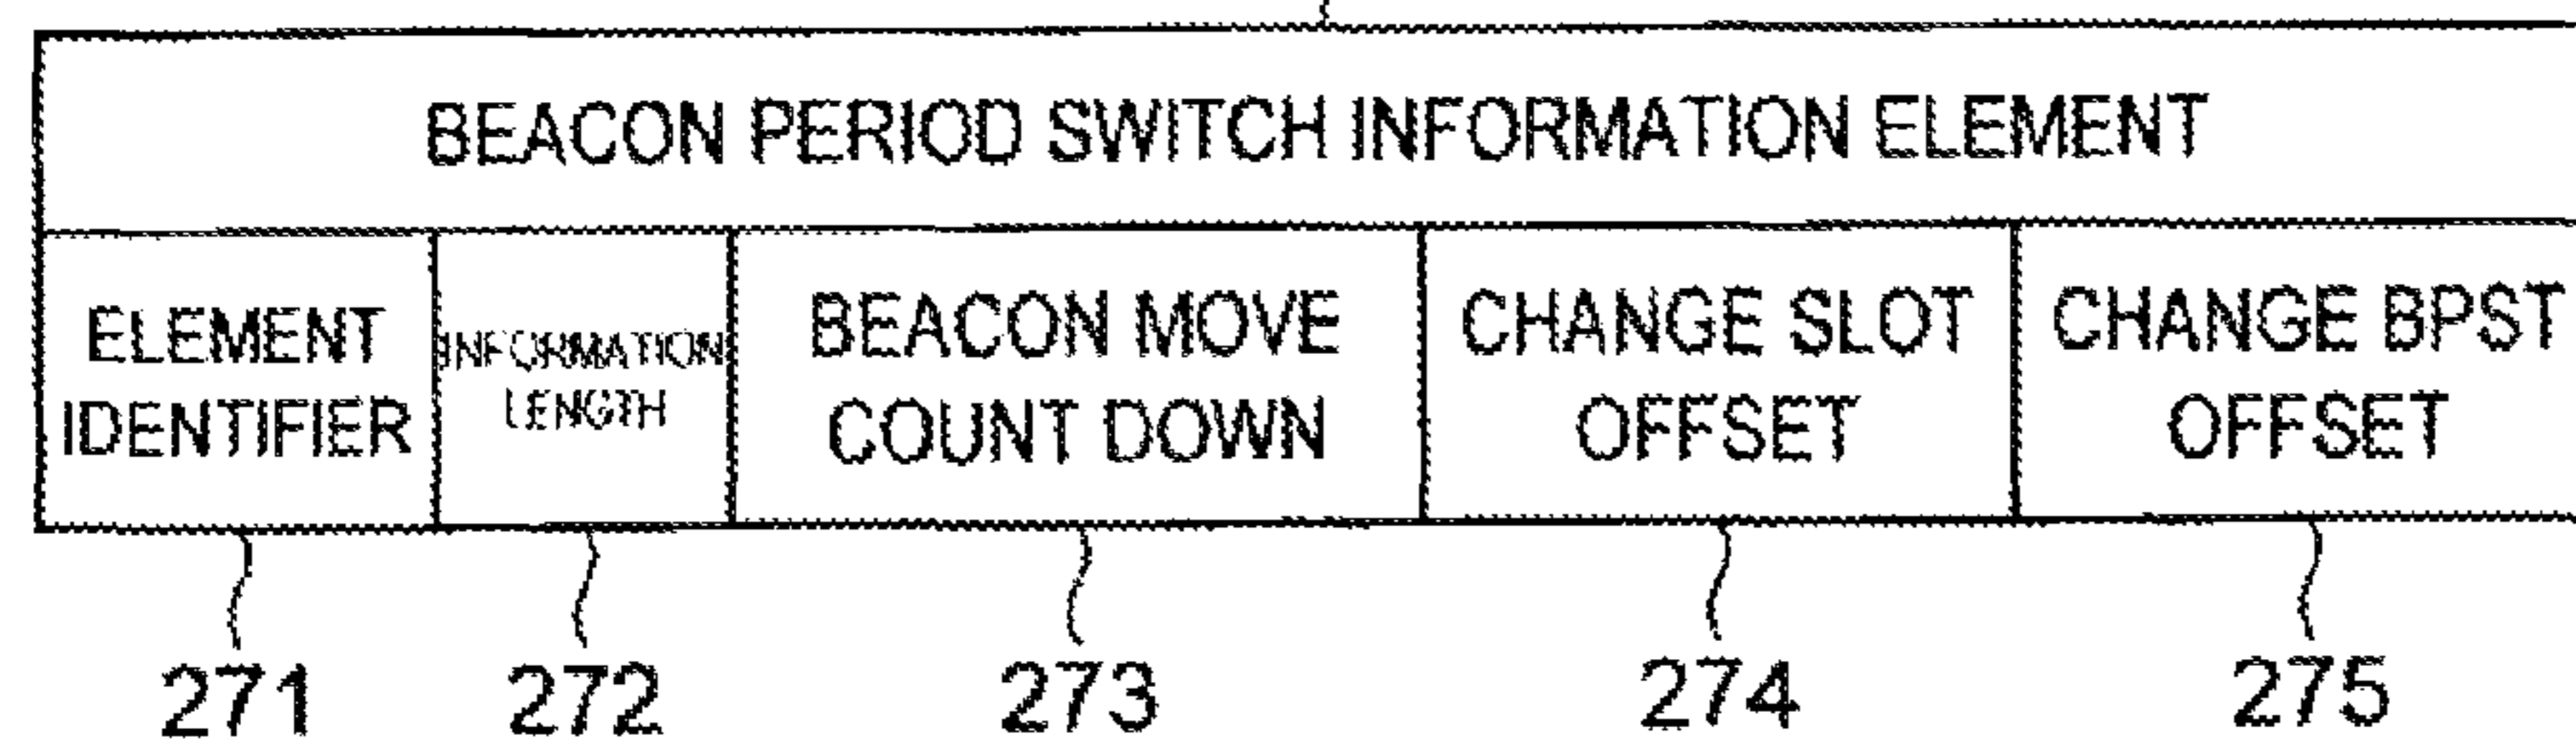 BEACON PERIOD SWITCH INFORMATION ELEMENT
ELEMENT
IDENTIFIER
INFORMATION
LENGTH
BEACON MOVE
COUNT DOWN
CHANGE SLOT
OFFSET
CHANGE BPST
OFFSET
271
272
273
274
275